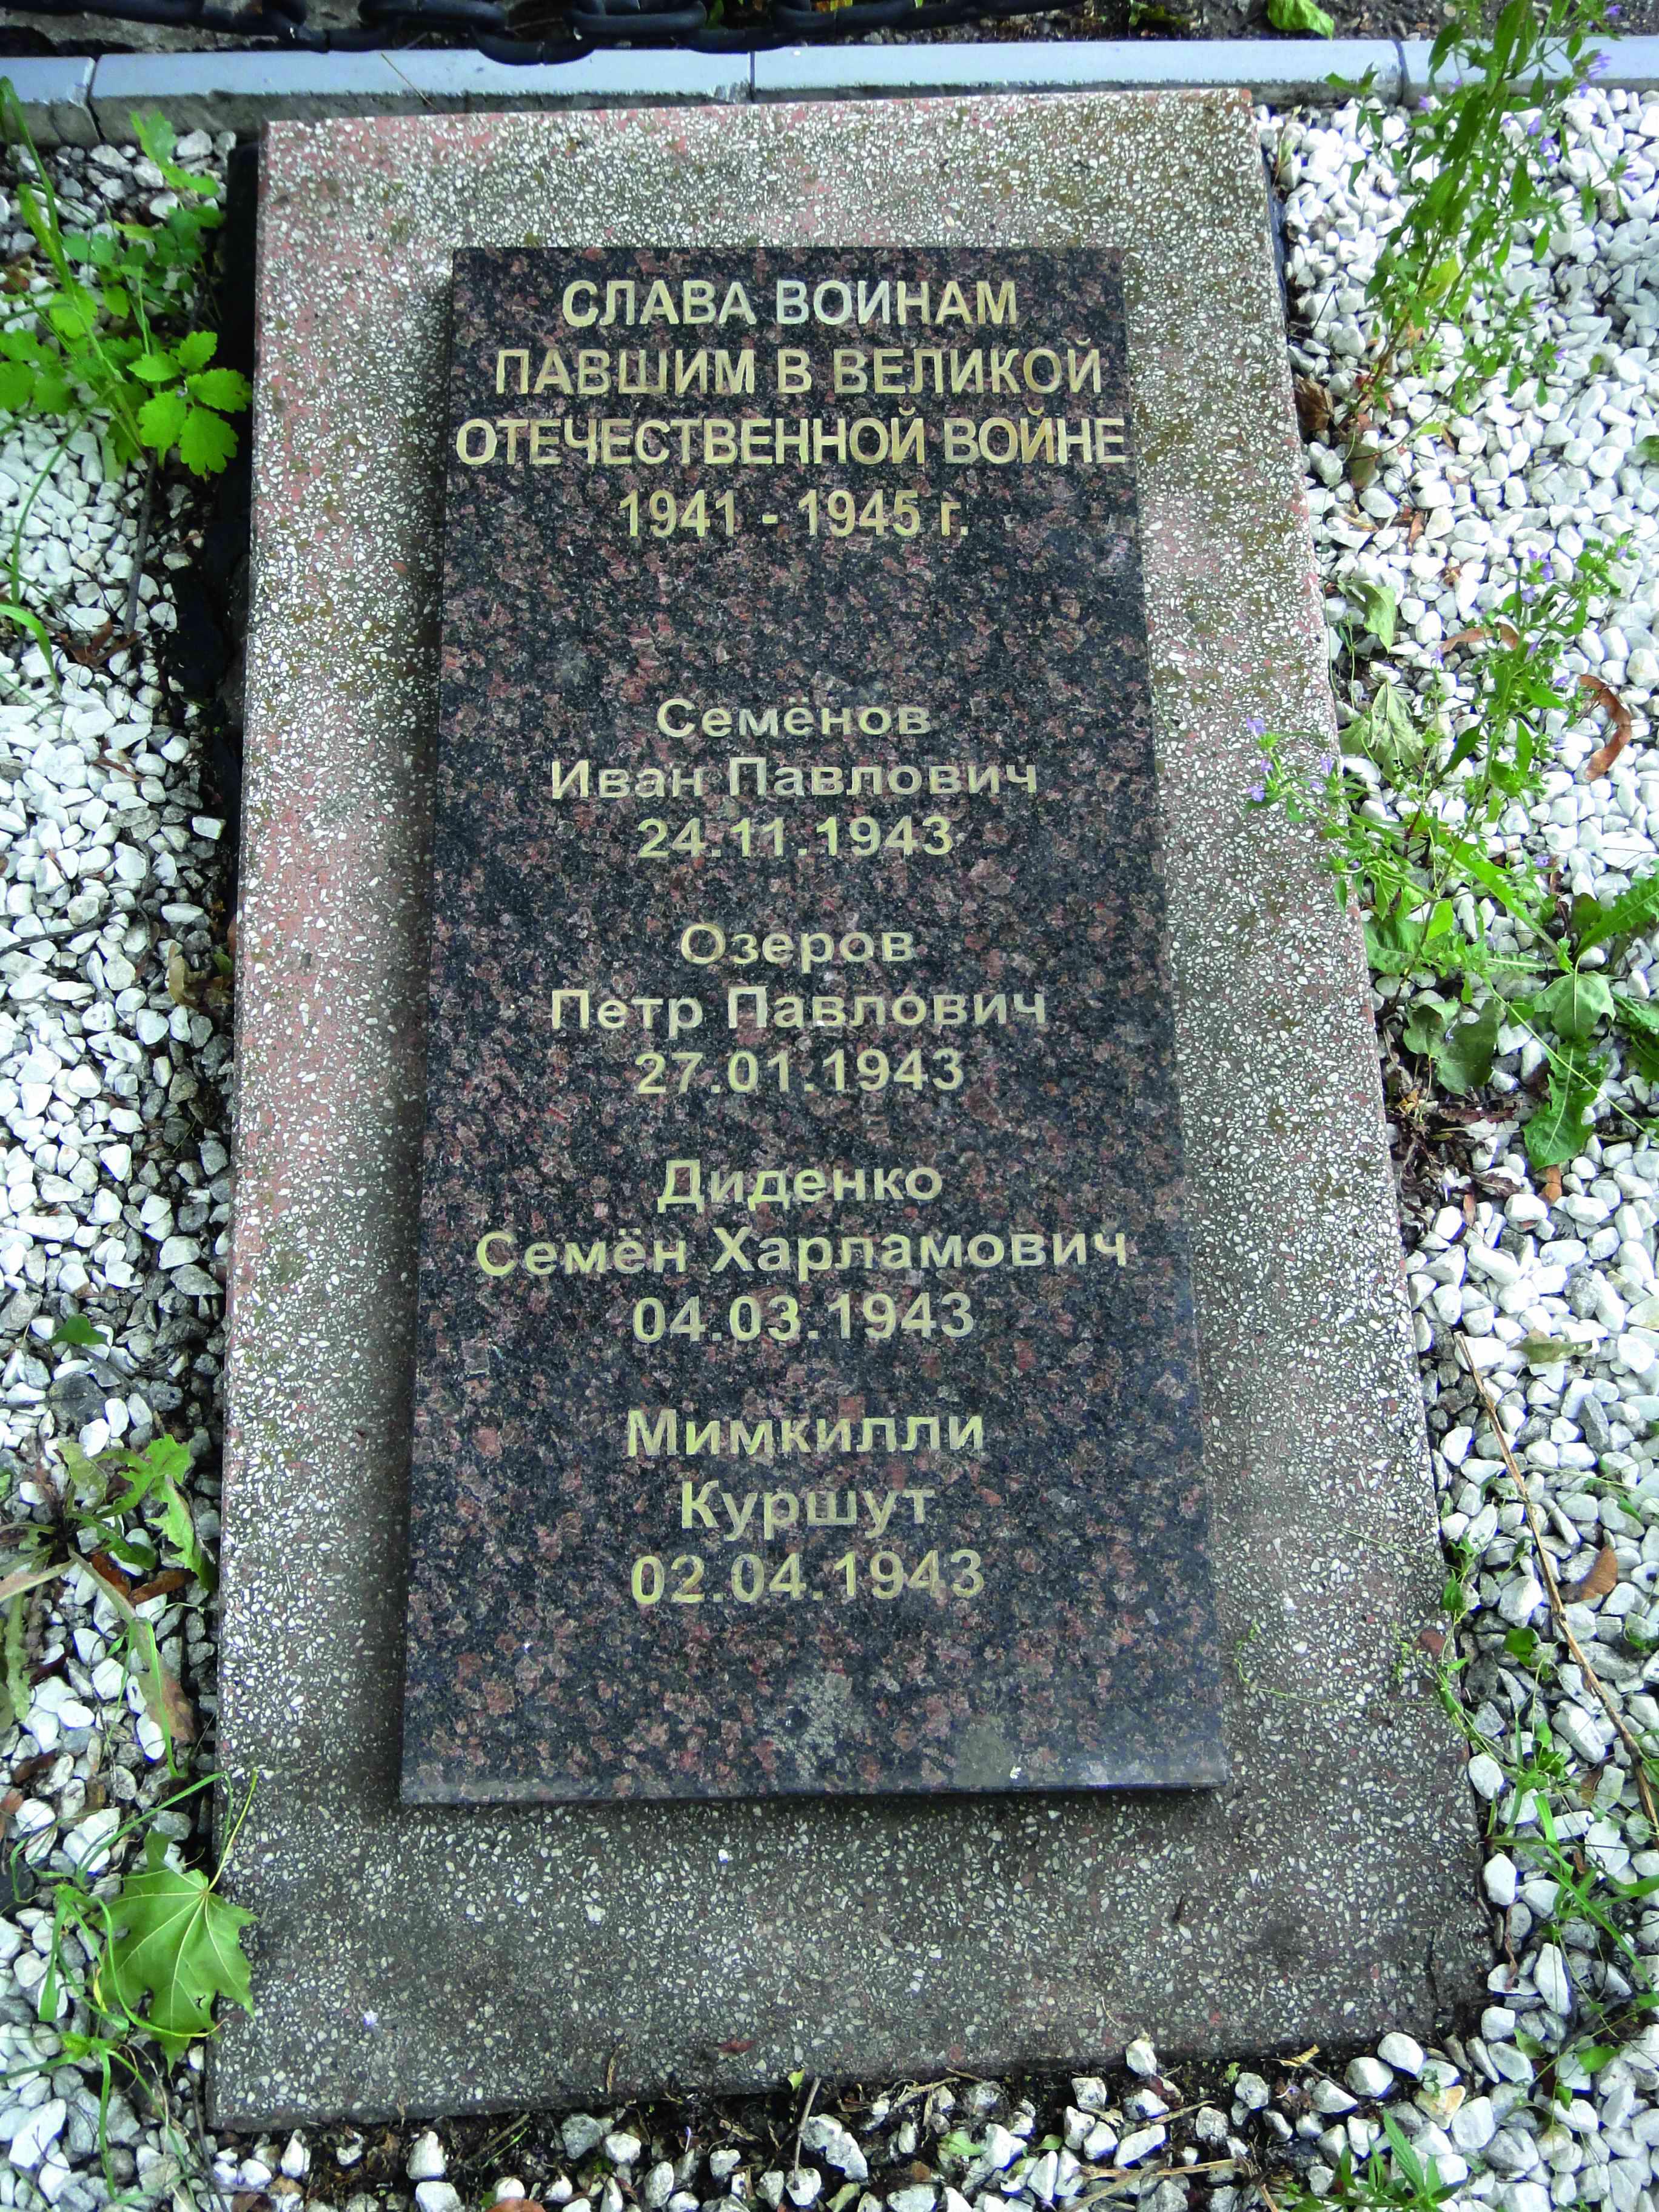 СЛАВА ВОИНАМ
ПАВШИМ В ВЕЛИКОЙ
ОТЕЧЕСТВЕННОЙ ВОЙНЕ
1941 - 1945 г.
Семёнов
Иван Павлович
24.11.1943
Озеров
Петр Павлович
27.01.1943
Диденко
Семён Харламович
04.03.1943
Мимкилли
Куршут
02.04.1943